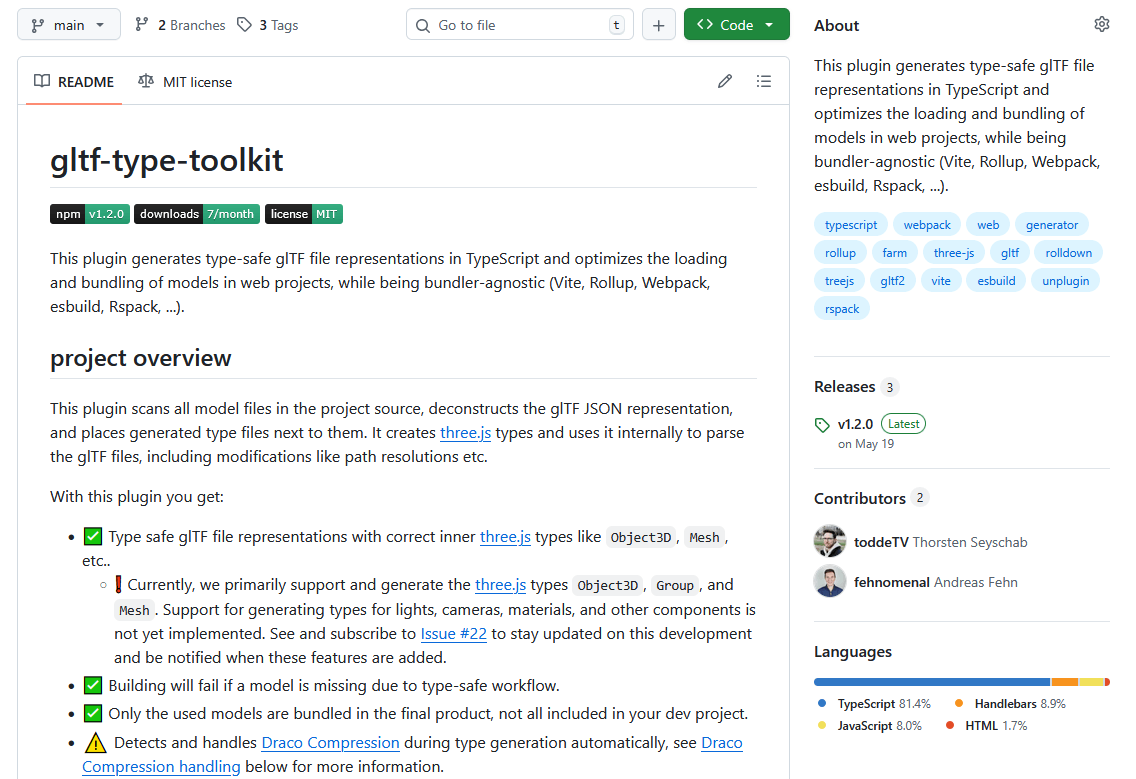 main
2 Branches
3 Tags
Go to file
t
Code
README
MIT license
gltf-type-toolkit
npm v1.2.0
downloads 7/month
license MIT
This plugin generates type-safe glTF file representations in TypeScript and optimizes the loading
and bundling of models in web projects, while being bundler-agnostic (Vite, Rollup, Webpack,
esbuild, Rspack, ...).
project overview
This plugin scans all model files in the project source, deconstructs the glTF JSON representation,
and places generated type files next to them. It creates three.js types and uses it internally to parse
the glTF files, including modifications like path resolutions etc.
With this plugin you get:
• ✅ Type safe glTF file representations with correct inner three.js types like Object3D, Mesh,
etc..
◦ ❗ Currently, we primarily support and generate the three.js types Object3D, Group, and
Mesh. Support for generating types for lights, cameras, materials, and other components is
not yet implemented. See and subscribe to Issue #22 to stay updated on this development
and be notified when these features are added.
• ✅ Building will fail if a model is missing due to type-safe workflow.
• ✅ Only the used models are bundled in the final product, not all included in your dev project.
• ⚠️ Detects and handles Draco Compression during type generation automatically, see Draco
Compression handling below for more information.
About
This plugin generates type-safe glTF file
representations in TypeScript and
optimizes the loading and bundling of
models in web projects, while being
bundler-agnostic (Vite, Rollup, Webpack,
esbuild, Rspack, ...).
typescript webpack web generator
rollup farm three-js gltf rolldown
treejs gltf2 vite esbuild unplugin
rspack
Releases 3
v1.2.0 Latest
on May 19
Contributors 2
toddeTV Thorsten Seyschab
fehnomenal Andreas Fehn
Languages
TypeScript 81.4% Handlebars 8.9%
JavaScript 8.0% HTML 1.7%